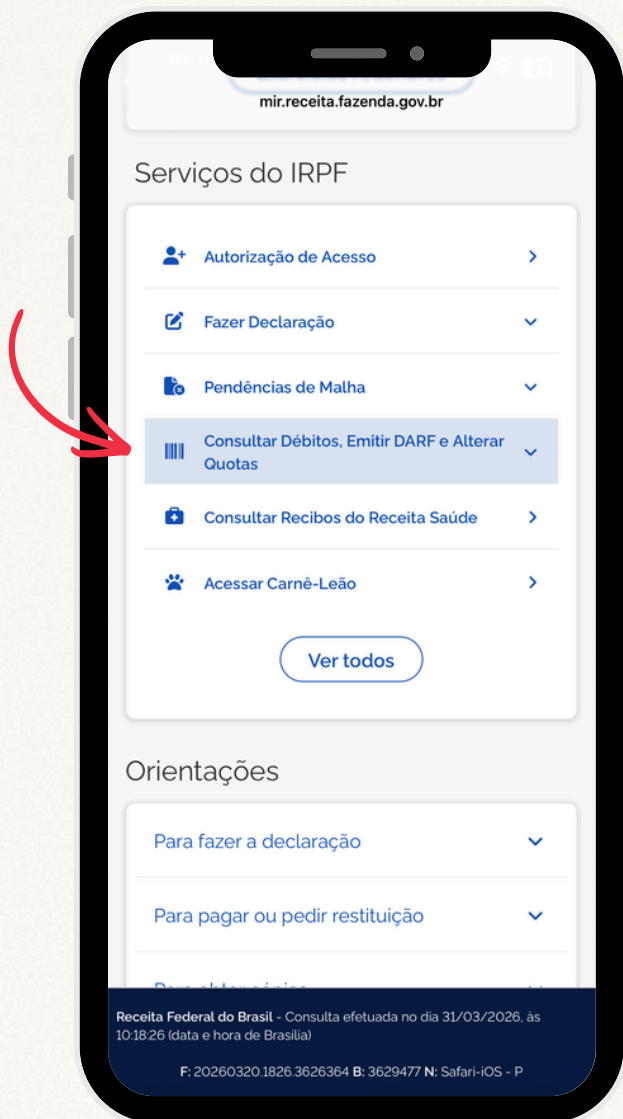 mir.receita.fazenda.gov.br
Serviços do IRPF
Autorização de Acesso
Fazer Declaração
Pendências de Malha
Consultar Débitos, Emitir DARF e Alterar
Quotas
Consultar Recibos do Receita Saúde
Acessar Carnê-Leão
Ver todos
Orientações
Para fazer a declaração
Para pagar ou pedir restituição
Receita Federal do Brasil - Consulta efetuada no dia 31/03/2026, às
10:18:26 (data e hora de Brasília)
F: 20260320.1826.3626364 B: 3629477 N: Safari-iOS - P